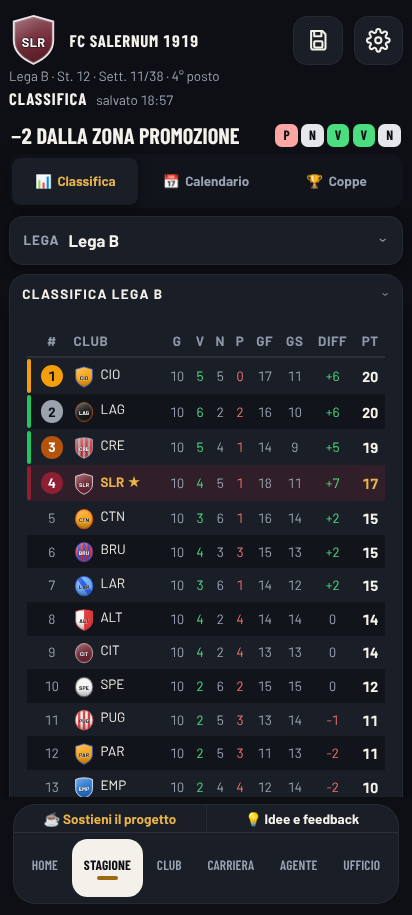 SLR FC SALERNUM 1919
Lega B · St. 12 · Sett. 11/38 · 4° posto
CLASSIFICA salvato 18:57
−2 DALLA ZONA PROMOZIONE P N V V N
📊 Classifica 📅 Calendario 🏆 Coppe
LEGA Lega B
CLASSIFICA LEGA B
# CLUB G V N P GF GS DIFF PT
1 CIO CIO 10 5 5 0 17 11 +6 20
2 LAG LAG 10 6 2 2 16 10 +6 20
3 CRE CRE 10 5 4 1 14 9 +5 19
4 SLR SLR ★ 10 4 5 1 18 11 +7 17
5 CTN CTN 10 3 6 1 16 14 +2 15
6 BRU BRU 10 4 3 3 15 13 +2 15
7 LAR LAR 10 3 6 1 14 12 +2 15
8 ALT ALT 10 4 2 4 14 14 0 14
9 CIT CIT 10 4 2 4 13 13 0 14
10 SPE SPE 10 2 6 2 15 15 0 12
11 PUG PUG 10 2 5 3 13 14 -1 11
12 PAR PAR 10 2 5 3 11 13 -2 11
13 EMP EMP 10 2 4 4 12 14 -2 10
☕ Sostieni il progetto 💡 Idee e feedback
HOME STAGIONE CLUB CARRIERA AGENTE UFFICIO